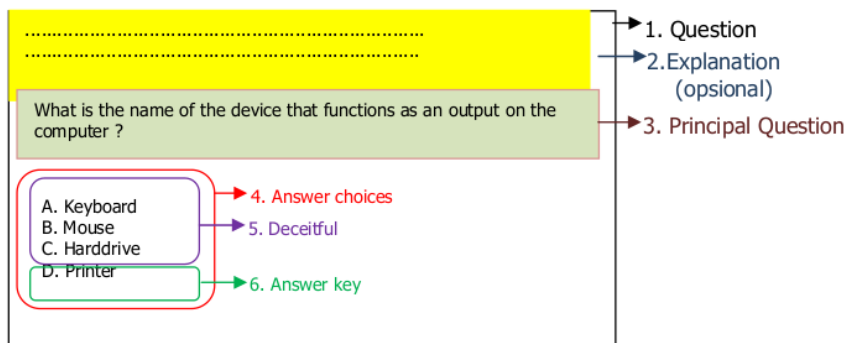 ......................................................................
......................................................................
What is the name of the device that functions as an output on the
computer ?
A. Keyboard
B. Mouse
C. Harddrive
D. Printer
1. Question
2.Explanation
(opsional)
3. Principal Question
4. Answer choices
5. Deceitful
6. Answer key